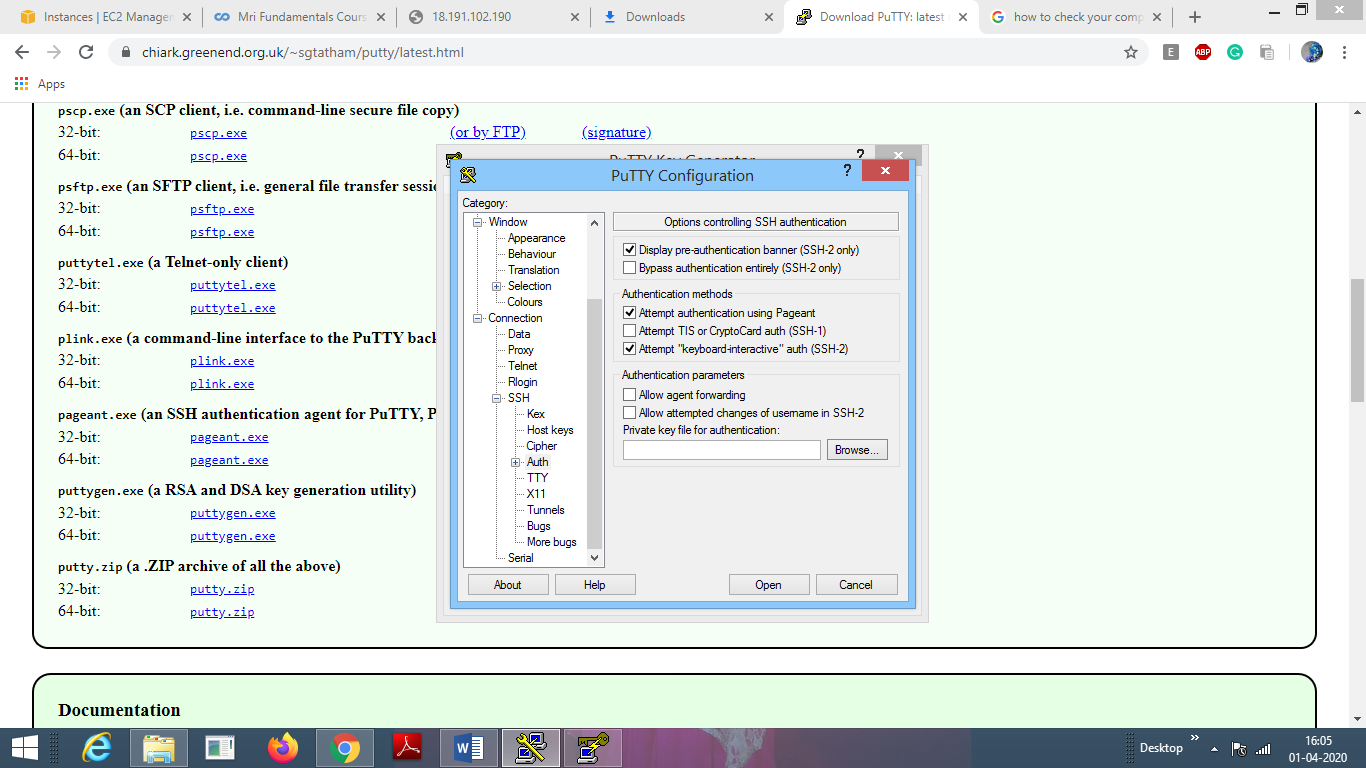 Instances | EC2 Manager
Mri Fundamentals Cours
18.191.102.190
Downloads
Download PuTTY: latest
how to check your comp
chiark.greenend.org.uk/~sgtatham/putty/latest.html
E
ABP
G
Apps
pscp.exe (an SCP client, i.e. command-line secure file copy)
32-bit: pscp.exe (or by FTP) (signature)
64-bit: pscp.exe
psftp.exe (an SFTP client, i.e. general file transfer sessi
32-bit: psftp.exe
64-bit: psftp.exe
puttytel.exe (a Telnet-only client)
32-bit: puttytel.exe
64-bit: puttytel.exe
plink.exe (a command-line interface to the PuTTY back
32-bit: plink.exe
64-bit: plink.exe
pageant.exe (an SSH authentication agent for PuTTY, P
32-bit: pageant.exe
64-bit: pageant.exe
puttygen.exe (a RSA and DSA key generation utility)
32-bit: puttygen.exe
64-bit: puttygen.exe
putty.zip (a .ZIP archive of all the above)
32-bit: putty.zip
64-bit: putty.zip
Documentation
PuTTY Key Generator
?
PuTTY Configuration
?
Category:
Window
Appearance
Behaviour
Translation
Selection
Colours
Connection
Data
Proxy
Telnet
Rlogin
SSH
Kex
Host keys
Cipher
Auth
TTY
X11
Tunnels
Bugs
More bugs
Serial
Options controlling SSH authentication
Display pre-authentication banner (SSH-2 only)
Bypass authentication entirely (SSH-2 only)
Authentication methods
Attempt authentication using Pageant
Attempt TIS or CryptoCard auth (SSH-1)
Attempt "keyboard-interactive" auth (SSH-2)
Authentication parameters
Allow agent forwarding
Allow attempted changes of username in SSH-2
Private key file for authentication:
Browse...
About Help Open Cancel
Desktop
16:05
01-04-2020